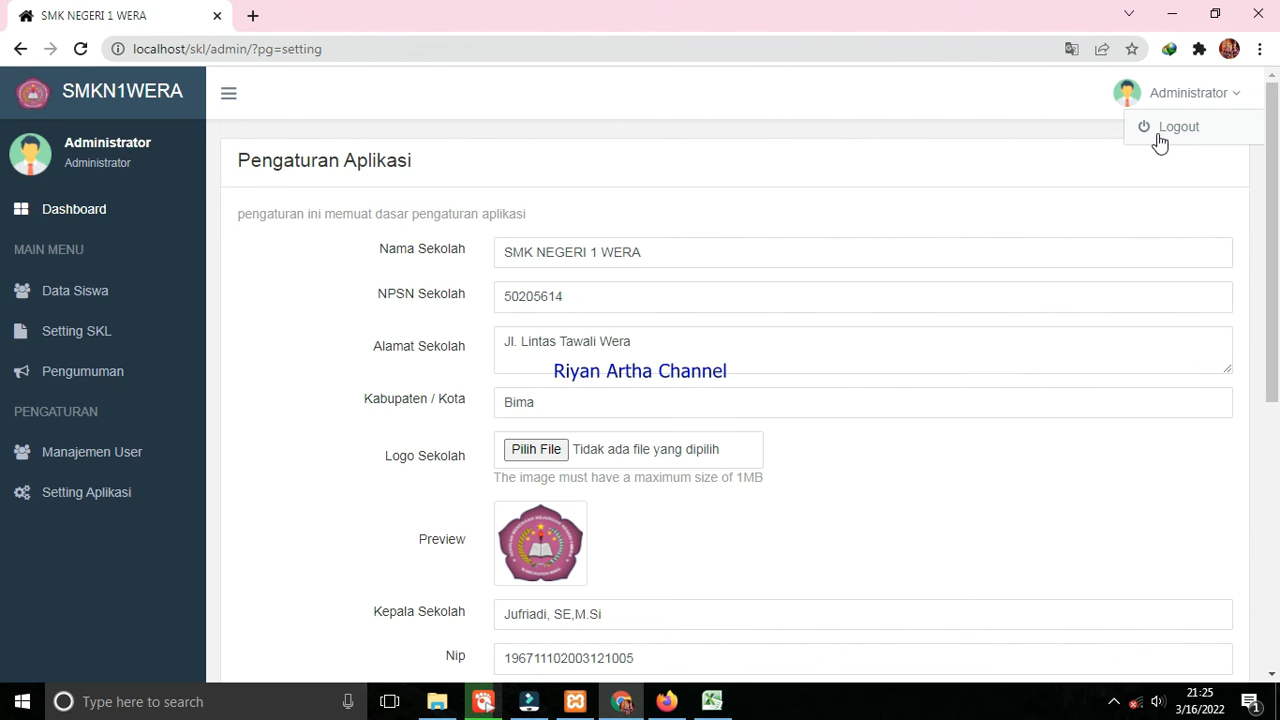 SMK NEGERI 1 WERA
localhost/skl/admin/?pg=setting
SMKN1WERA
Administrator
Logout
Administrator
Administrator
Dashboard
MAIN MENU
Data Siswa
Setting SKL
Pengumuman
PENGATURAN
Manajemen User
Setting Aplikasi
Pengaturan Aplikasi
pengaturan ini memuat dasar pengaturan aplikasi
Nama Sekolah SMK NEGERI 1 WERA
NPSN Sekolah 50205614
Alamat Sekolah Jl. Lintas Tawali Wera
Riyan Artha Channel
Kabupaten / Kota Bima
Logo Sekolah Pilih File Tidak ada file yang dipilih
The image must have a maximum size of 1MB
Preview
Kepala Sekolah Jufriadi, SE,M.Si
Nip 196711102003121005
Type here to search
21:25
3/16/2022
1